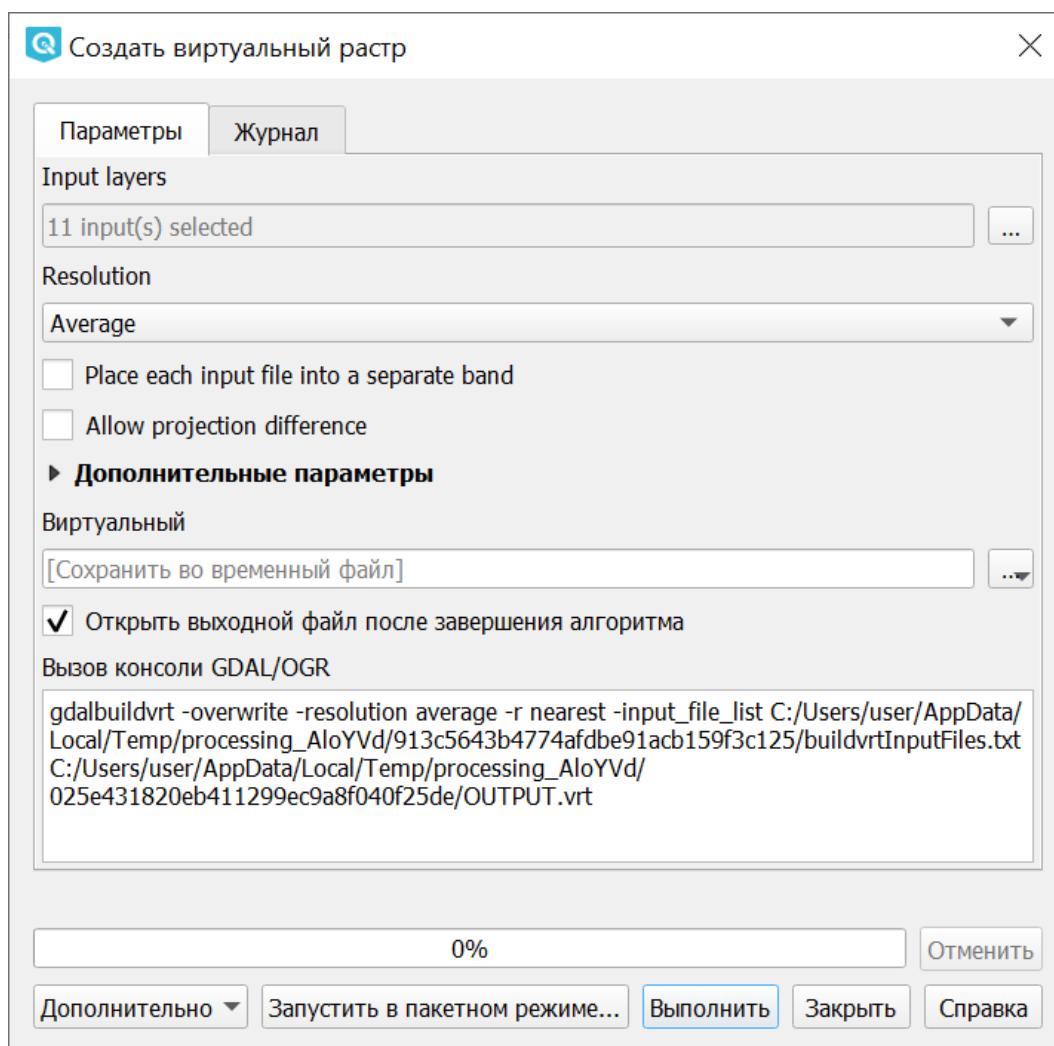 Создать виртуальный растр
Параметры
Журнал
Input layers
11 input(s) selected
...
Resolution
Average
Place each input file into a separate band
Allow projection difference
Дополнительные параметры
Виртуальный
[Сохранить во временный файл]
...
Открыть выходной файл после завершения алгоритма
Вызов консоли GDAL/OGR
gdalbuildvrt -overwrite -resolution average -r nearest -input_file_list C:/Users/user/AppData/
Local/Temp/processing_AloYVd/913c5643b4774afdbe91acb159f3c125/buildvrtInputFiles.txt
C:/Users/user/AppData/Local/Temp/processing_AloYVd/
025e431820eb411299ec9a8f040f25de/OUTPUT.vrt
0%
Отменить
Дополнительно
Запустить в пакетном режиме...
Выполнить
Закрыть
Справка